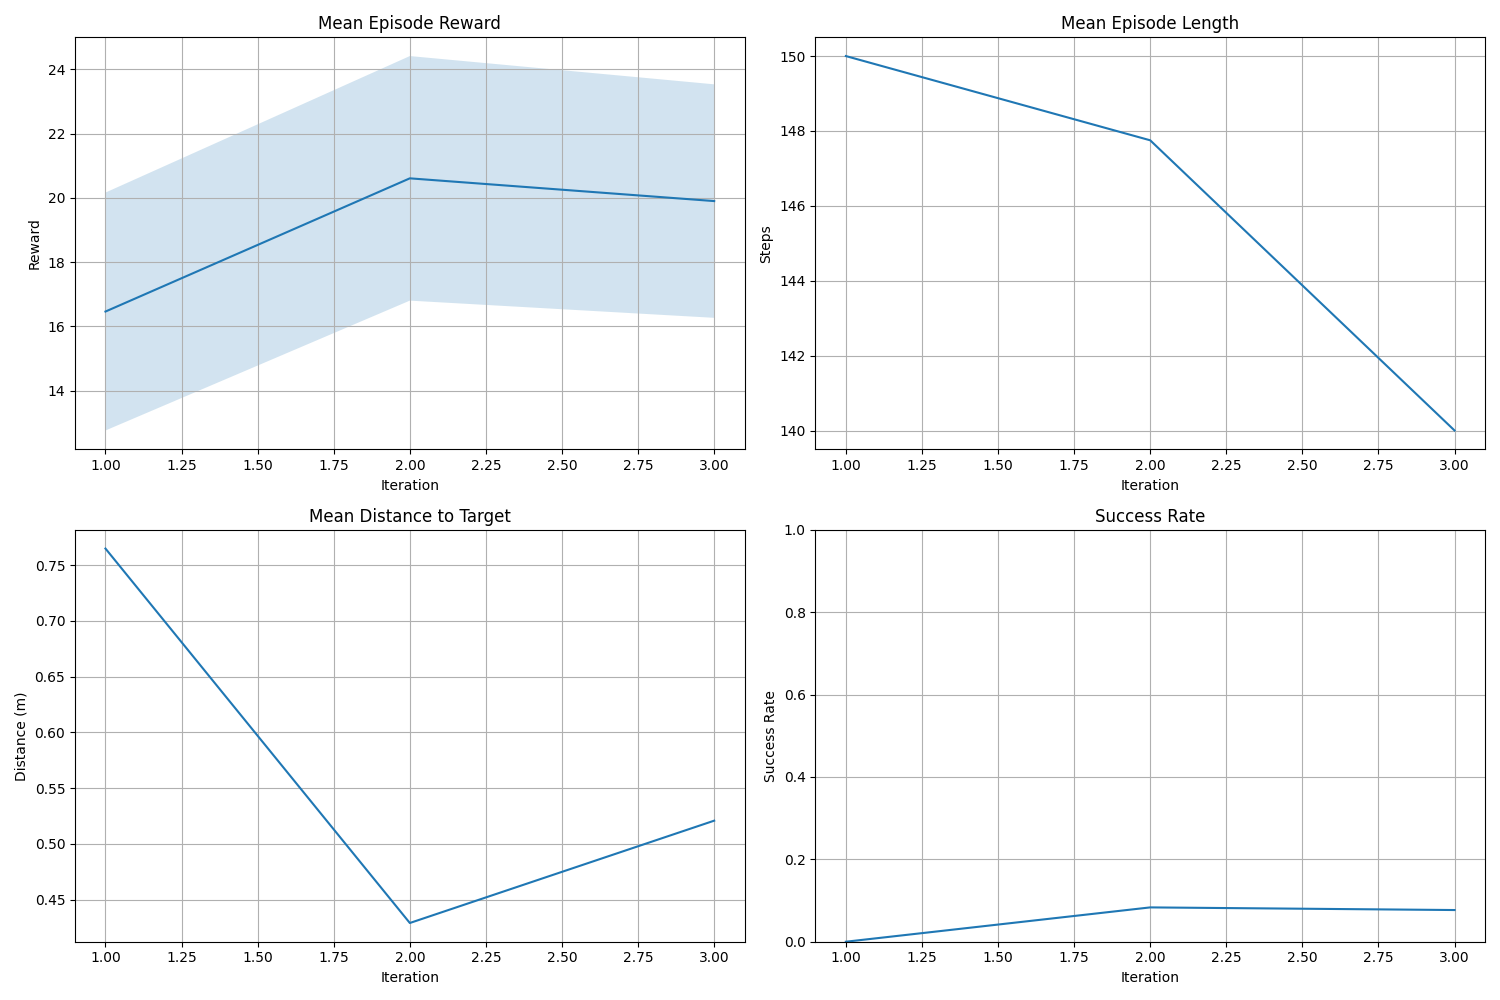 Mean Episode Reward
24
22
20
18
16
14
Reward
1.00 1.25 1.50 1.75 2.00 2.25 2.50 2.75 3.00
Iteration
Mean Episode Length
150
148
146
144
142
140
Steps
1.00 1.25 1.50 1.75 2.00 2.25 2.50 2.75 3.00
Iteration
Mean Distance to Target
0.75
0.70
0.65
0.60
0.55
0.50
0.45
Distance (m)
1.00 1.25 1.50 1.75 2.00 2.25 2.50 2.75 3.00
Iteration
Success Rate
1.0
0.8
0.6
0.4
0.2
0.0
Success Rate
1.00 1.25 1.50 1.75 2.00 2.25 2.50 2.75 3.00
Iteration